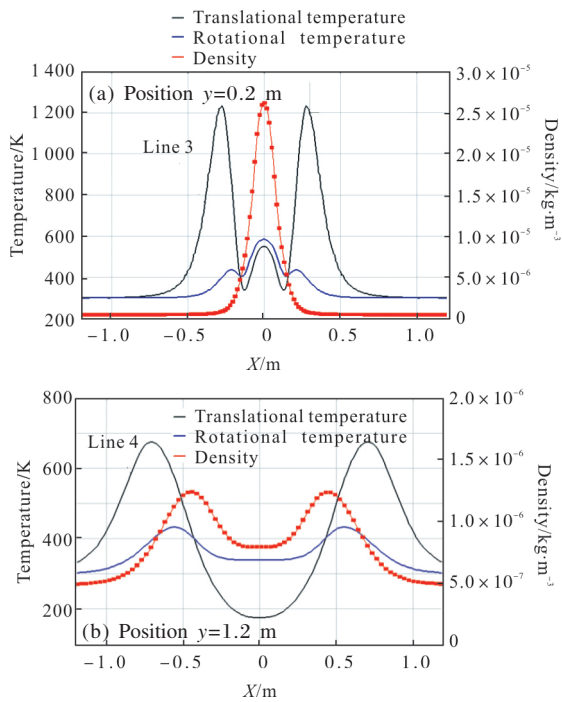 Translational temperature
Rotational temperature
Density
1 400
1 200
1 000
800
600
400
200
Temperature/K
(a) Position y=0.2 m
Line 3
3.0×10⁻⁵
2.5×10⁻⁵
2.0×10⁻⁵
1.5×10⁻⁵
1.0×10⁻⁵
5.0×10⁻⁶
0
Density/kg·m⁻³
−1.0 −0.5 0 0.5 1.0
X/m
800
600
400
200
Temperature/K
Translational temperature
Rotational temperature
Density
Line 4
(b) Position y=1.2 m
2.0×10⁻⁶
1.5×10⁻⁶
1.0×10⁻⁶
5.0×10⁻⁷
0
Density/kg·m⁻³
−1.0 −0.5 0 0.5 1.0
X/m